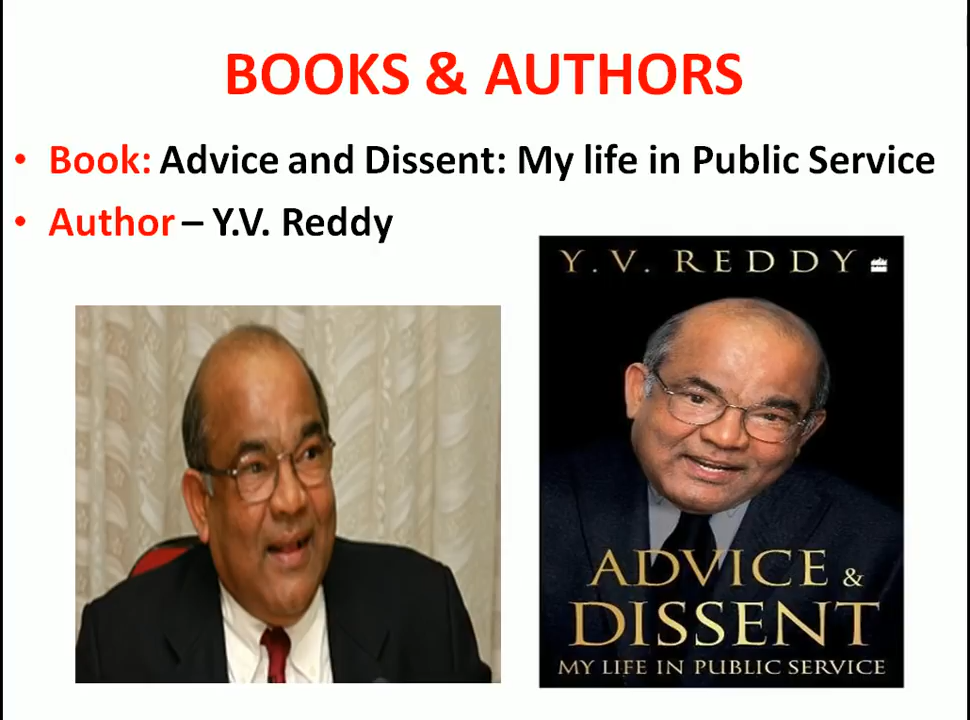 BOOKS & AUTHORS
• Book: Advice and Dissent: My life in Public Service
• Author – Y.V. Reddy
Y. V. REDDY
ADVICE &
DISSENT
MY LIFE IN PUBLIC SERVICE